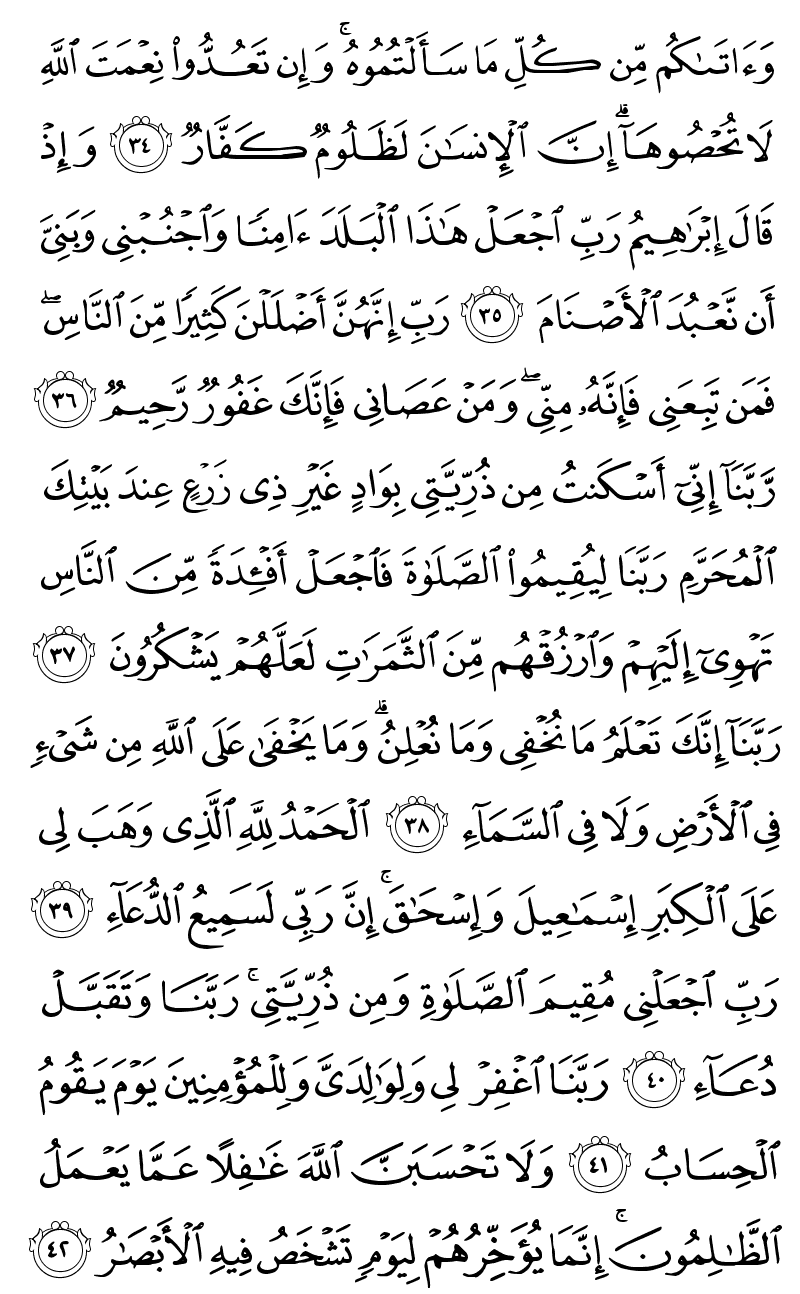 وَءَاتَىٰكُم مِّن كُلِّ مَا سَأَلْتُمُوهُ ۚ وَإِن تَعُدُّوا۟ نِعْمَتَ ٱللَّهِ
لَا تُحْصُوهَآ ۗ إِنَّ ٱلْإِنسَٰنَ لَظَلُومٌ كَفَّارٌ ٣٤ وَإِذْ
قَالَ إِبْرَٰهِيمُ رَبِّ ٱجْعَلْ هَٰذَا ٱلْبَلَدَ ءَامِنًا وَٱجْنُبْنِى وَبَنِىَّ
أَن نَّعْبُدَ ٱلْأَصْنَامَ ٣٥ رَبِّ إِنَّهُنَّ أَضْلَلْنَ كَثِيرًا مِّنَ ٱلنَّاسِ ۖ
فَمَن تَبِعَنِى فَإِنَّهُۥ مِنِّى ۖ وَمَنْ عَصَانِى فَإِنَّكَ غَفُورٌ رَّحِيمٌ ٣٦
رَّبَّنَآ إِنِّىٓ أَسْكَنتُ مِن ذُرِّيَّتِى بِوَادٍ غَيْرِ ذِى زَرْعٍ عِندَ بَيْتِكَ
ٱلْمُحَرَّمِ رَبَّنَا لِيُقِيمُوا۟ ٱلصَّلَوٰةَ فَٱجْعَلْ أَفْـِٔدَةً مِّنَ ٱلنَّاسِ
تَهْوِىٓ إِلَيْهِمْ وَٱرْزُقْهُم مِّنَ ٱلثَّمَرَٰتِ لَعَلَّهُمْ يَشْكُرُونَ ٣٧
رَبَّنَآ إِنَّكَ تَعْلَمُ مَا نُخْفِى وَمَا نُعْلِنُ ۗ وَمَا يَخْفَىٰ عَلَى ٱللَّهِ مِن شَىْءٍ
فِى ٱلْأَرْضِ وَلَا فِى ٱلسَّمَآءِ ٣٨ ٱلْحَمْدُ لِلَّهِ ٱلَّذِى وَهَبَ لِى
عَلَى ٱلْكِبَرِ إِسْمَٰعِيلَ وَإِسْحَٰقَ ۚ إِنَّ رَبِّى لَسَمِيعُ ٱلدُّعَآءِ ٣٩
رَبِّ ٱجْعَلْنِى مُقِيمَ ٱلصَّلَوٰةِ وَمِن ذُرِّيَّتِى ۚ رَبَّنَا وَتَقَبَّلْ
دُعَآءِ ٤٠ رَبَّنَا ٱغْفِرْ لِى وَلِوَٰلِدَىَّ وَلِلْمُؤْمِنِينَ يَوْمَ يَقُومُ
ٱلْحِسَابُ ٤١ وَلَا تَحْسَبَنَّ ٱللَّهَ غَٰفِلًا عَمَّا يَعْمَلُ
ٱلظَّٰلِمُونَ ۚ إِنَّمَا يُؤَخِّرُهُمْ لِيَوْمٍ تَشْخَصُ فِيهِ ٱلْأَبْصَٰرُ ٤٢